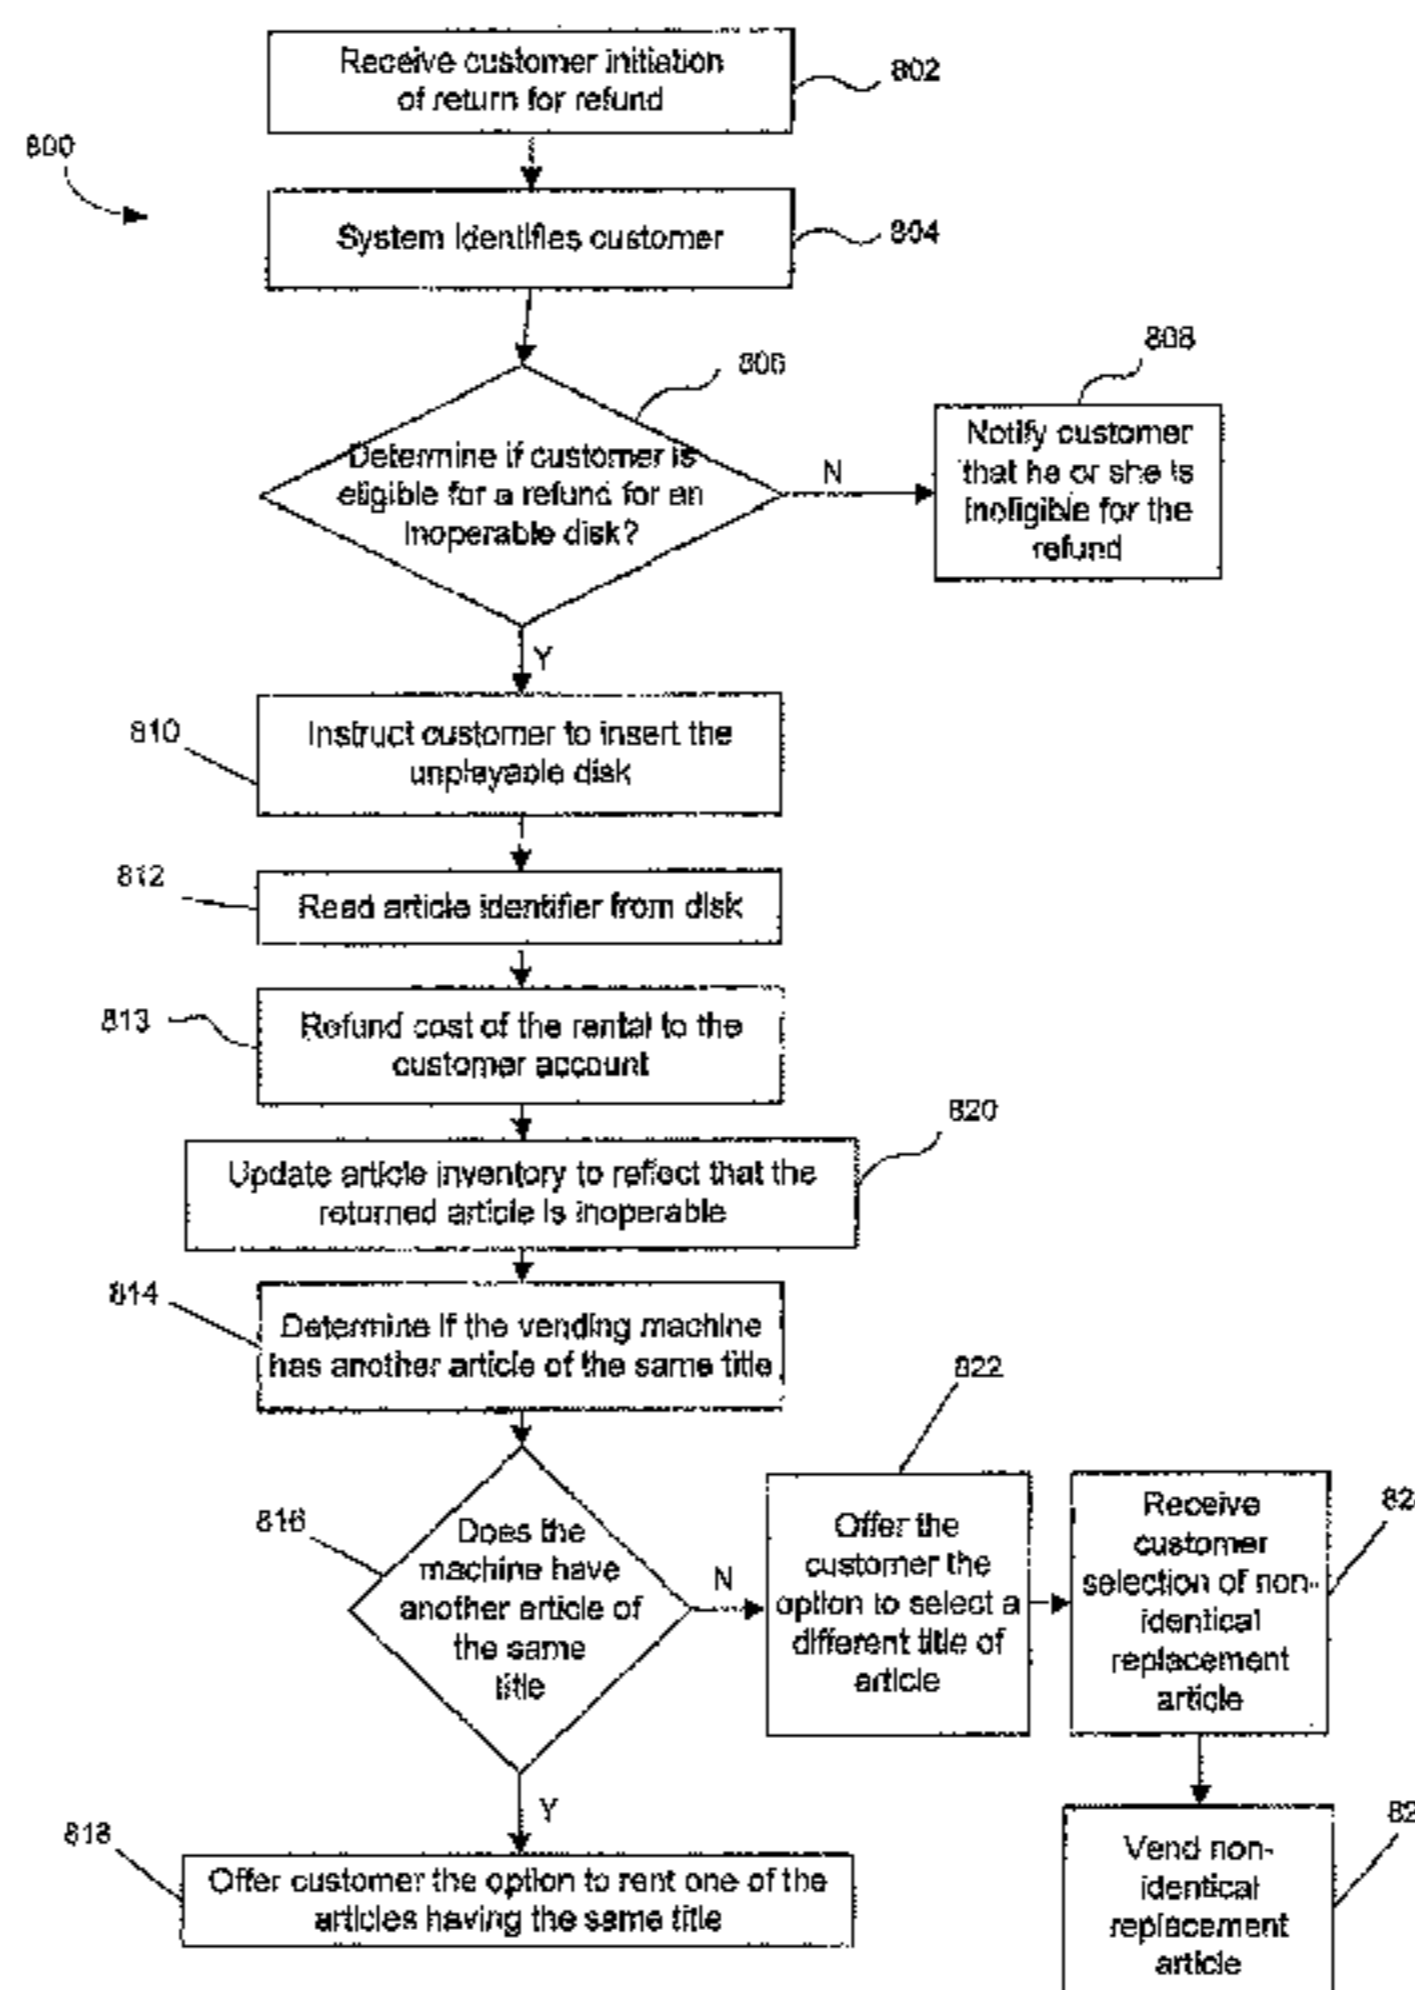 Receive customer initiation
of return for refund
802
800
System identifies customer
804
806
808
Determine if customer is
eligible for a refund for an
inoperable disk?
N
Notify customer
that he or she is
ineligible for the
refund
Y
810
Instruct customer to insert the
unplayable disk
812
Read article identifier from disk
813
Refund cost of the rental to the
customer account
820
Update article inventory to reflect that the
returned article is inoperable
814
Determine if the vending machine
has another article of the same title
822
816
Does the
machine have
another article of
the same
title
N
Offer the
customer the
option to select a
different title of
article
Receive
customer
selection of non-
identical
replacement
article
Y
818
Offer customer the option to rent one of the
articles having the same title
Vend non-
identical
replacement
article